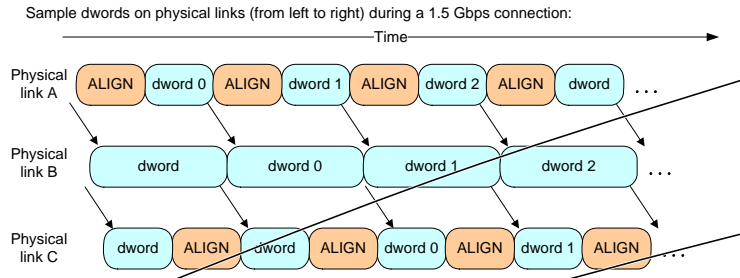 Sample dwords on physical links (from left to right) during a 1.5 Gbps connection:
Time
Physical link A
ALIGN dword 0 ALIGN dword 1 ALIGN dword 2 ALIGN dword ...
Physical link B
dword dword 0 dword 1 dword 2 ...
Physical link C
dword ALIGN dword ALIGN dword 0 ALIGN dword 1 ALIGN ...